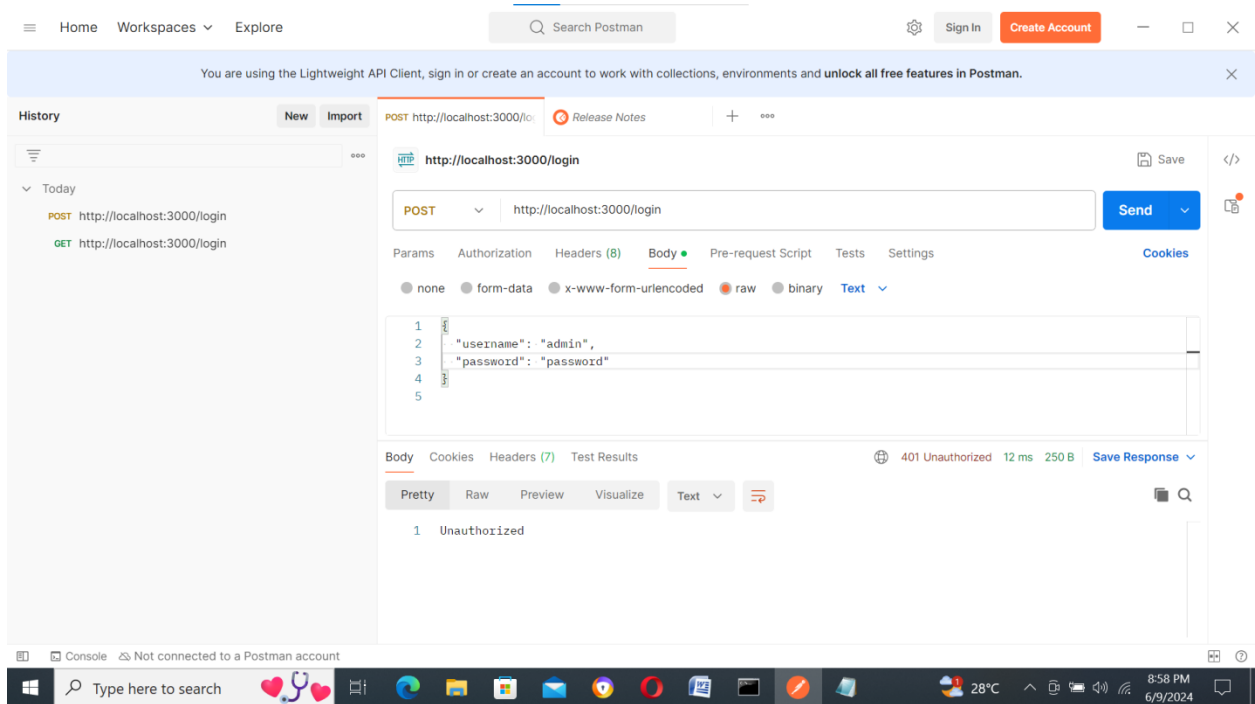 Home Workspaces Explore Search Postman Sign In Create Account
You are using the Lightweight API Client, sign in or create an account to work with collections, environments and unlock all free features in Postman.
History New Import POST http://localhost:3000/lo Release Notes
HTTP http://localhost:3000/login Save
Today
POST http://localhost:3000/login
GET http://localhost:3000/login
POST http://localhost:3000/login Send
Params Authorization Headers (8) Body Pre-request Script Tests Settings Cookies
none form-data x-www-form-urlencoded raw binary Text
1 {
2 "username": "admin",
3 "password": "password"
4 }
5
Body Cookies Headers (7) Test Results 401 Unauthorized 12 ms 250 B Save Response
Pretty Raw Preview Visualize Text
1 Unauthorized
Console Not connected to a Postman account
Type here to search 1 28°C 8:58 PM
6/9/2024